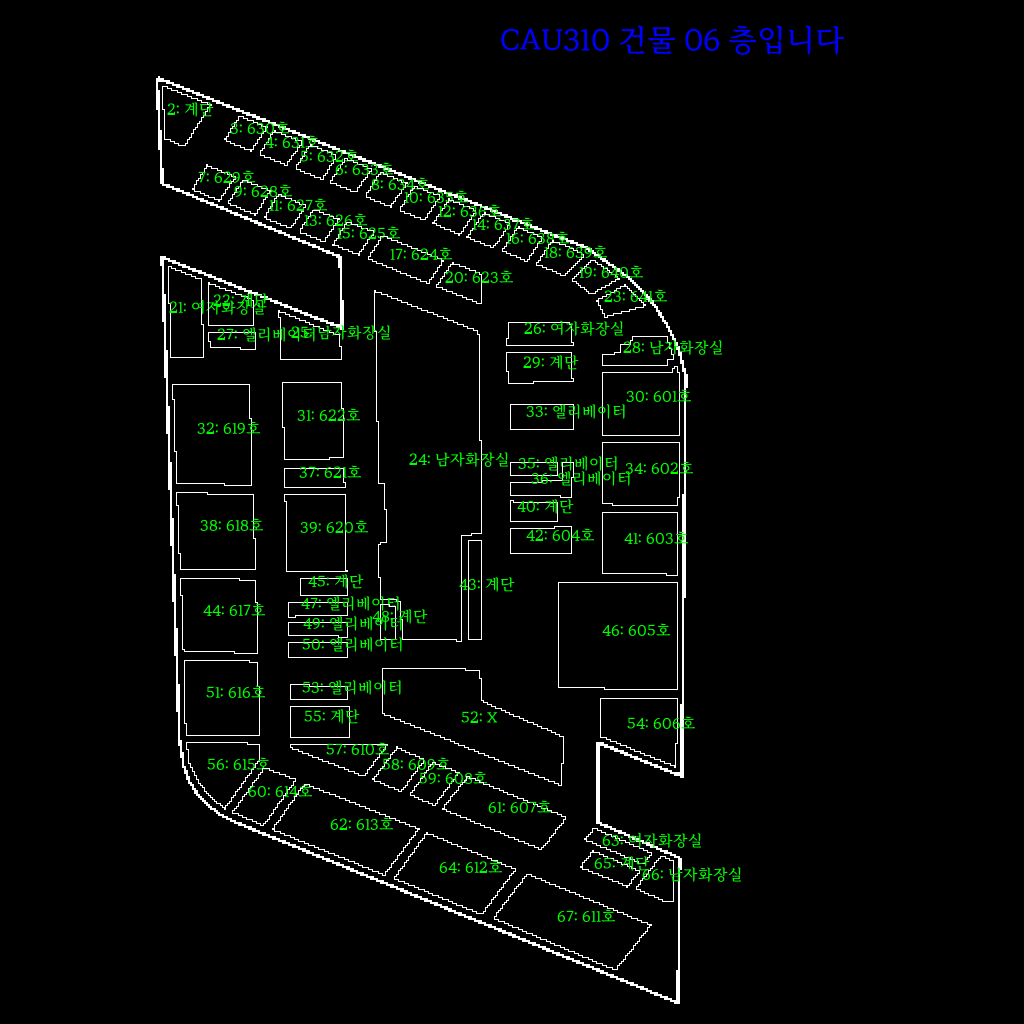 CAU310 건물 06 층입니다
2: 계단
3: 630호
4: 631호
5: 632호
6: 633호
7: 629호
8: 634호
9: 628호
10: 635호
11: 627호
12: 636호
13: 626호
14: 637호
15: 625호
16: 638호
17: 624호
18: 639호
19: 640호
20: 623호
21: 여자화장실
22: 계단
23: 641호
24: 남자화장실
25: 남자화장실
26: 여자화장실
27: 엘리베이터
28: 남자화장실
29: 계단
30: 601호
31: 622호
32: 619호
33: 엘리베이터
34: 602호
35: 엘리베이터
36: 엘리베이터
37: 621호
38: 618호
39: 620호
40: 계단
41: 603호
42: 604호
43: 계단
44: 617호
45: 계단
46: 605호
47: 엘리베이터
48: 계단
49: 엘리베이터
50: 엘리베이터
51: 616호
52: X
53: 엘리베이터
54: 606호
55: 계단
56: 615호
57: 610호
58: 609호
59: 608호
60: 614호
61: 607호
62: 613호
63: 여자화장실
64: 612호
65: 계단
66: 남자화장실
67: 611호